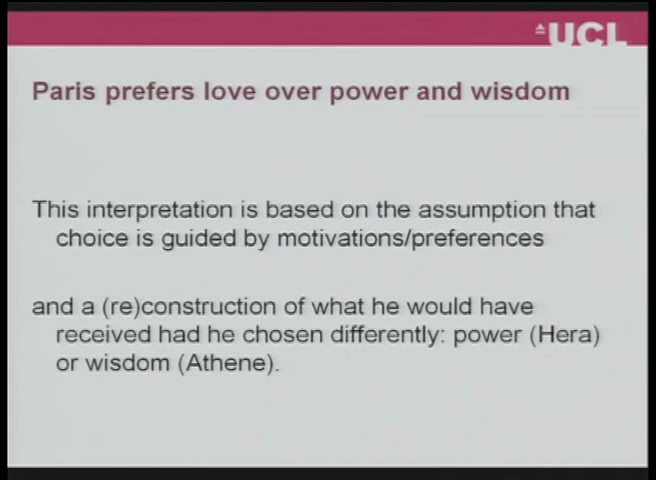 UCL
Paris prefers love over power and wisdom
This interpretation is based on the assumption that
choice is guided by motivations/preferences
and a (re)construction of what he would have
received had he chosen differently: power (Hera)
or wisdom (Athene).